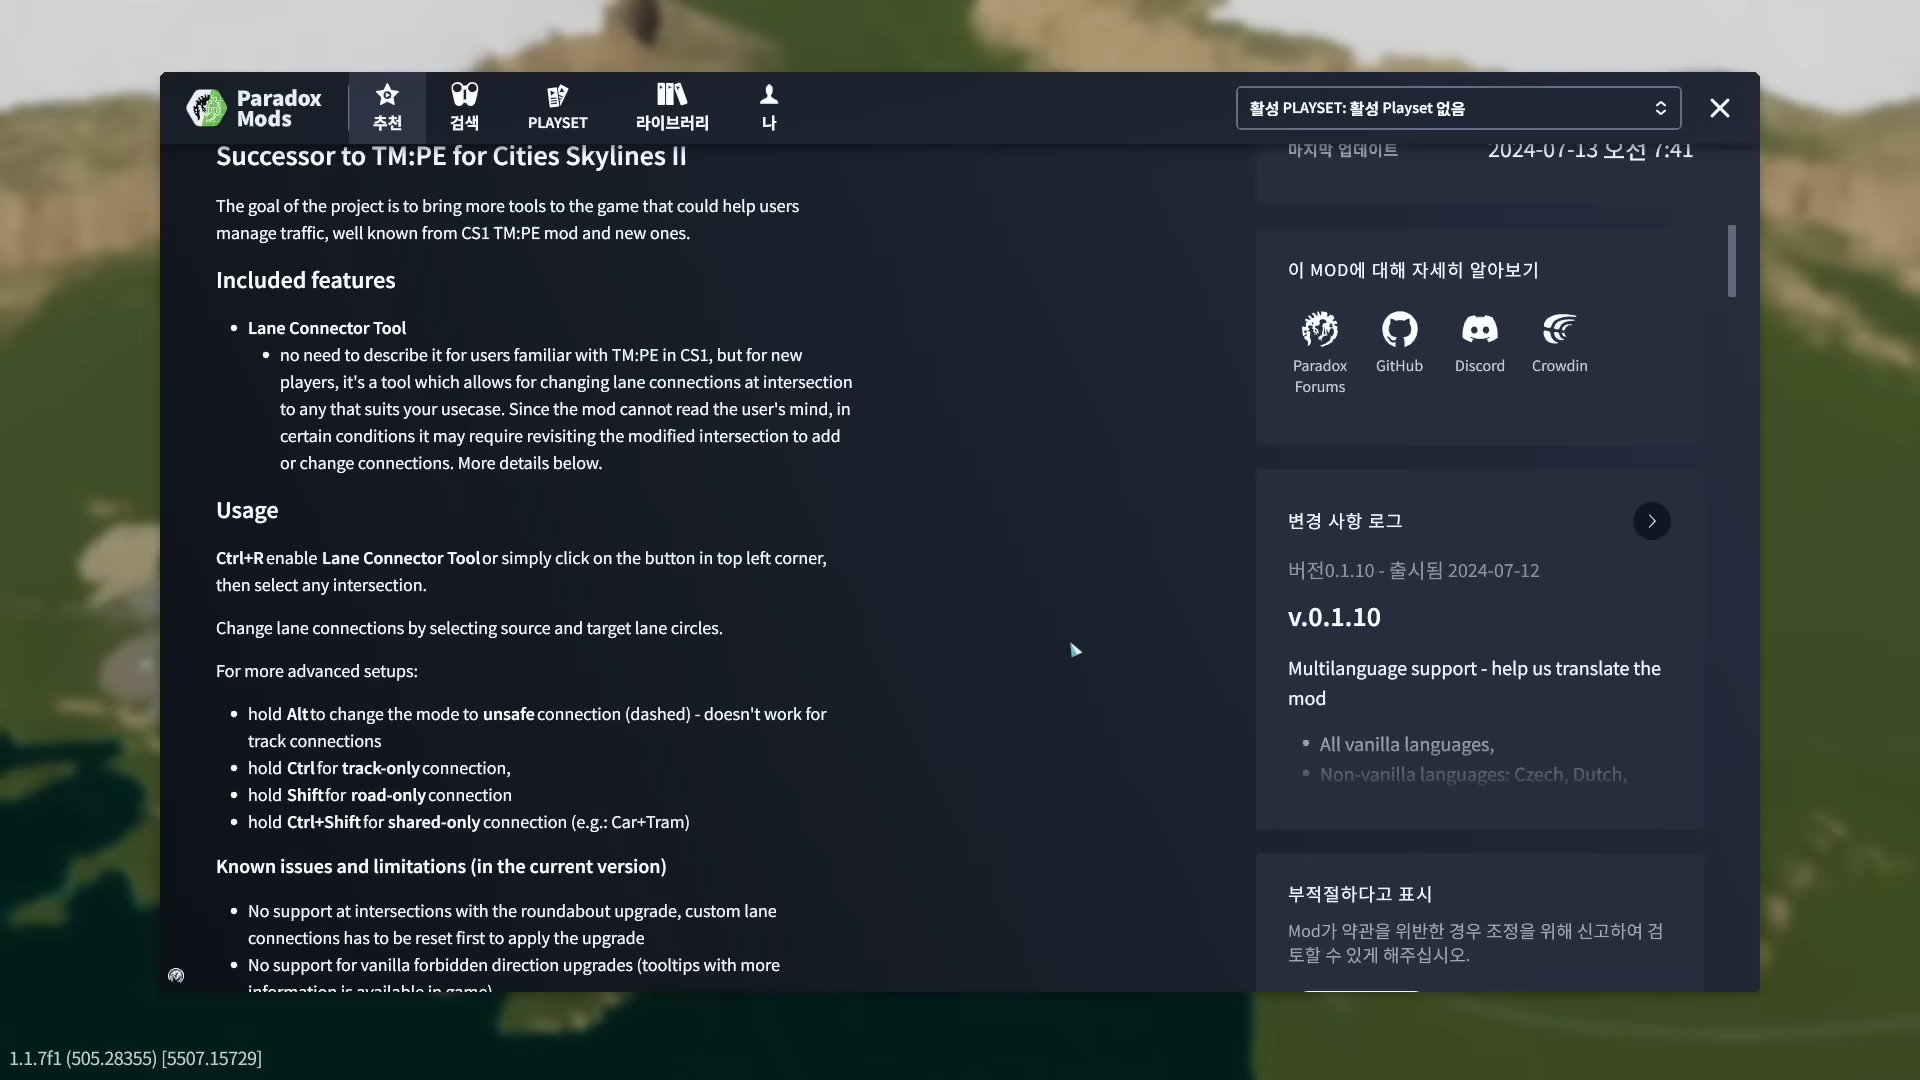 Paradox
Mods
추천
검색
PLAYSET
라이브러리
나
활성 PLAYSET: 활성 Playset 없음
Successor to TM:PE for Cities Skylines II
The goal of the project is to bring more tools to the game that could help users
manage traffic, well known from CS1 TM:PE mod and new ones.
Included features
Lane Connector Tool
no need to describe it for users familiar with TM:PE in CS1, but for new
players, it's a tool which allows for changing lane connections at intersection
to any that suits your usecase. Since the mod cannot read the user's mind, in
certain conditions it may require revisiting the modified intersection to add
or change connections. More details below.
Usage
Ctrl+R enable Lane Connector Tool or simply click on the button in top left corner,
then select any intersection.
Change lane connections by selecting source and target lane circles.
For more advanced setups:
hold Alt to change the mode to unsafe connection (dashed) - doesn't work for
track connections
hold Ctrl for track-only connection,
hold Shift for road-only connection
hold Ctrl+Shift for shared-only connection (e.g.: Car+Tram)
Known issues and limitations (in the current version)
No support at intersections with the roundabout upgrade, custom lane
connections has to be reset first to apply the upgrade
No support for vanilla forbidden direction upgrades (tooltips with more
information is available in game)
마지막 업데이트
2024-07-13 오전 7:41
이 MOD에 대해 자세히 알아보기
Paradox
Forums
GitHub
Discord
Crowdin
변경 사항 로그
버전0.1.10 - 출시됨 2024-07-12
v.0.1.10
Multilanguage support - help us translate the
mod
All vanilla languages,
Non-vanilla languages: Czech, Dutch,
부적절하다고 표시
Mod가 약관을 위반한 경우 조정을 위해 신고하여 검
토할 수 있게 해주십시오.
1.1.7f1 (505.28355) [5507.15729]